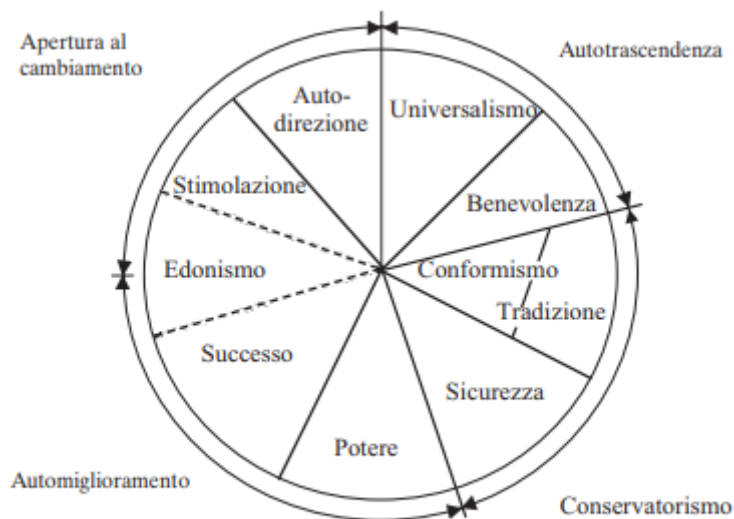 Apertura al
cambiamento
Autotrascendenza
Auto-
direzione
Universalismo
Stimolazione
Benevolenza
Edonismo
Conformismo
Tradizione
Successo
Sicurezza
Potere
Automiglioramento
Conservatorismo